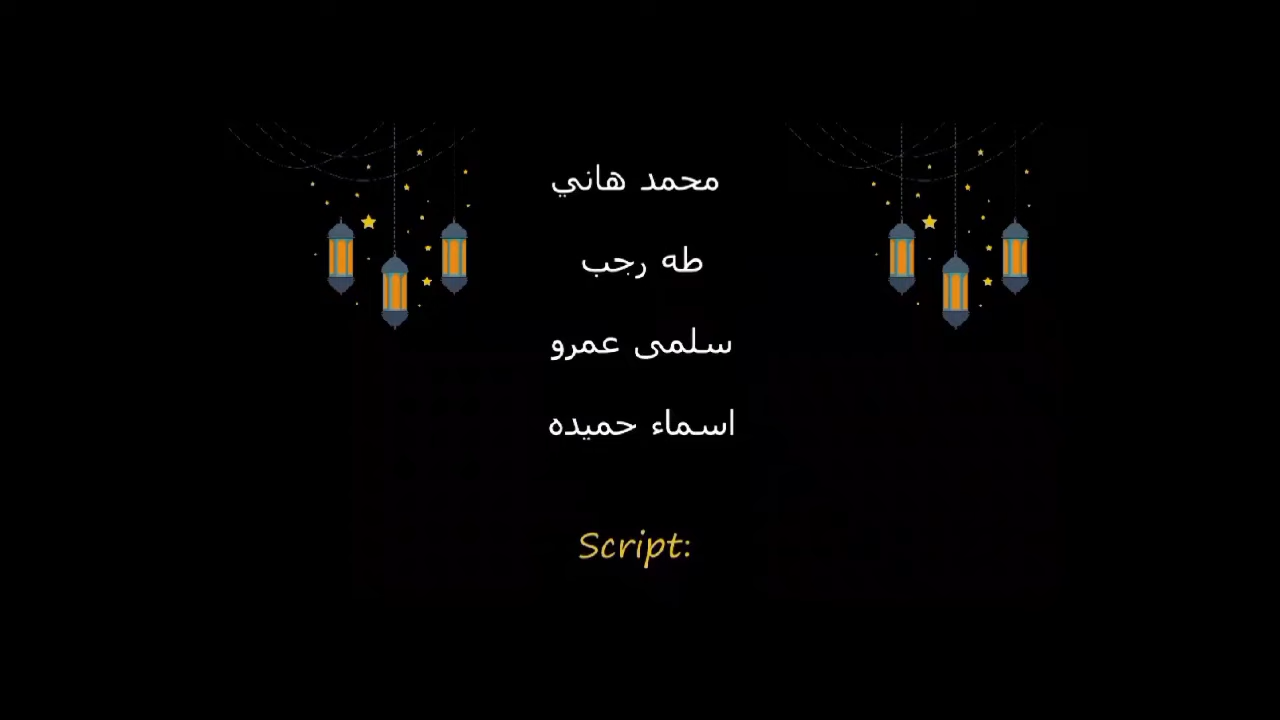 محمد هاني
طه رجب
سلمى عمرو
اسماء حميده
Script: